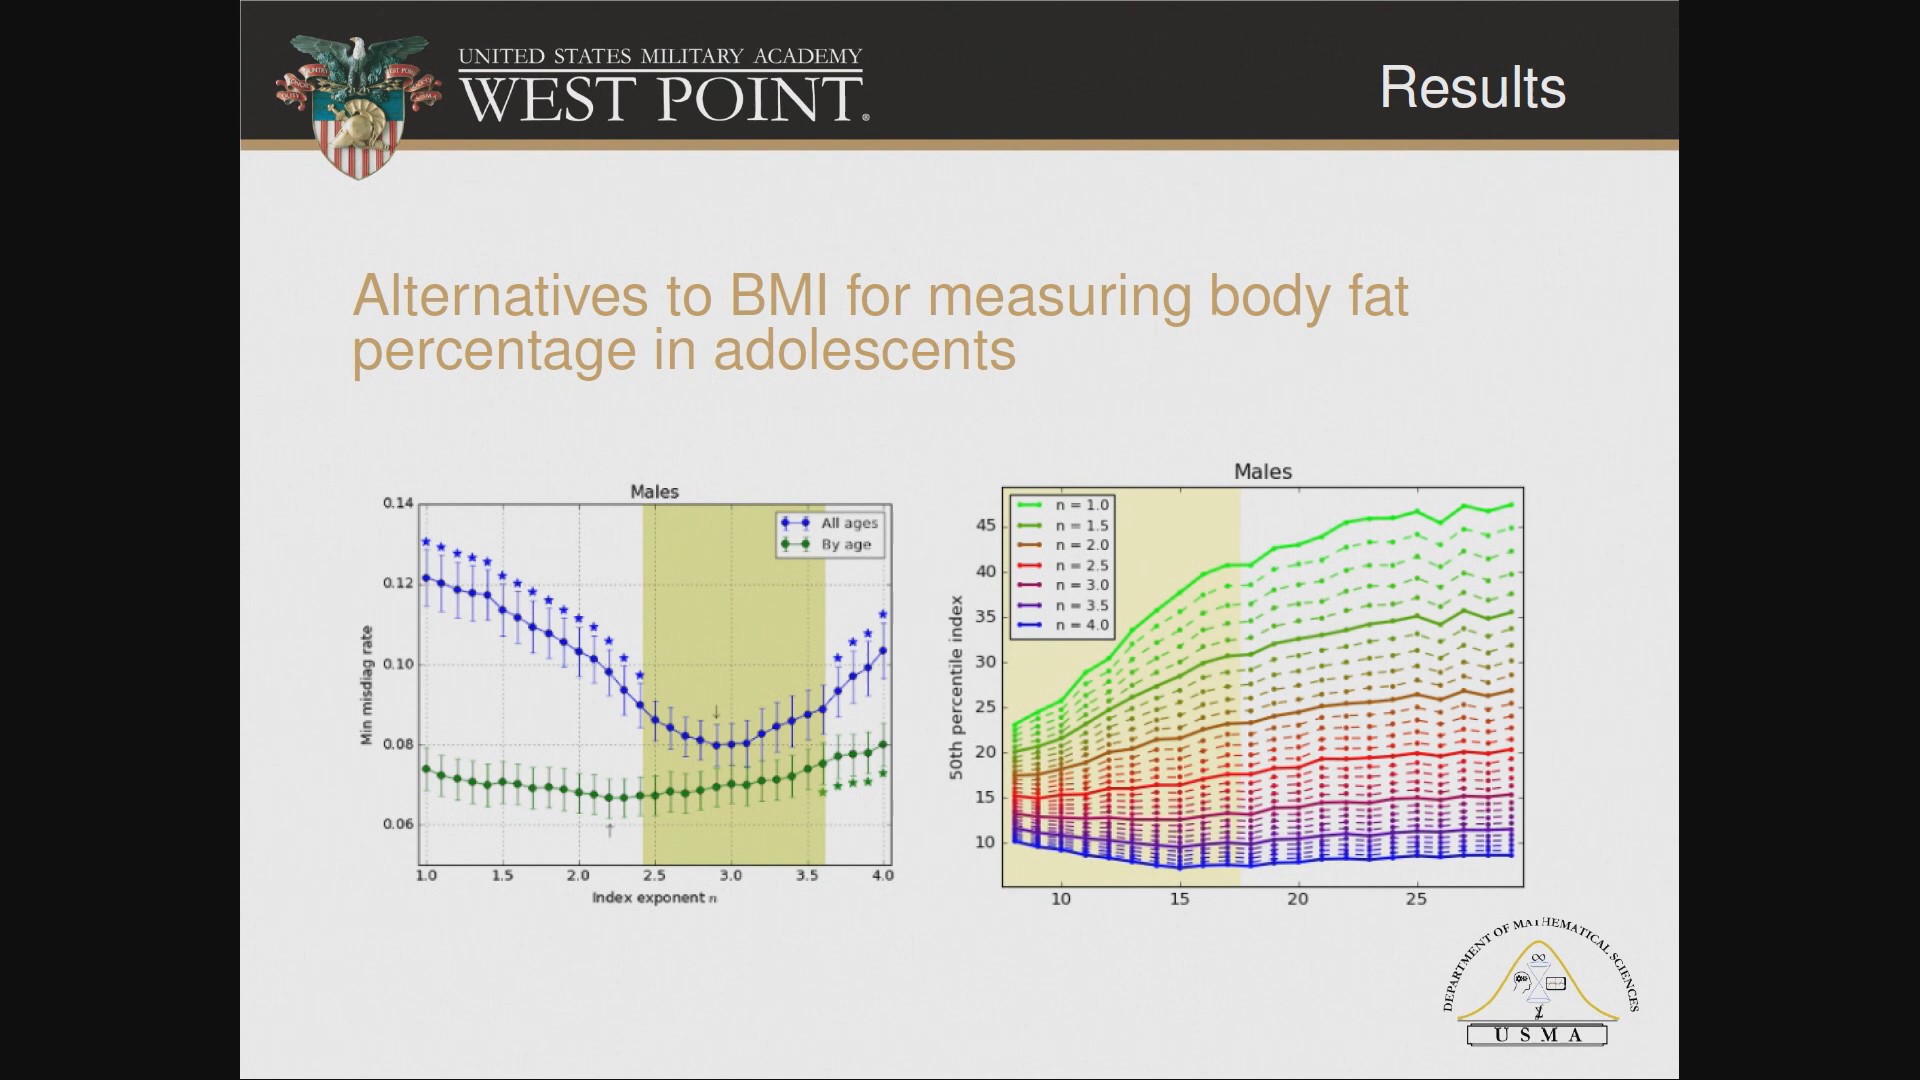 UNITED STATES MILITARY ACADEMY
WEST POINT®
Results
Alternatives to BMI for measuring body fat
percentage in adolescents
Males
0.14
0.12
0.10
0.08
0.06
Min misdiag rate
All ages
By age
1.0 1.5 2.0 2.5 3.0 3.5 4.0
Index exponent n
Males
45
40
35
30
25
20
15
10
50th percentile index
n = 1.0
n = 1.5
n = 2.0
n = 2.5
n = 3.0
n = 3.5
n = 4.0
10 15 20 25
DEPARTMENT OF MATHEMATICAL SCIENCES
USMA